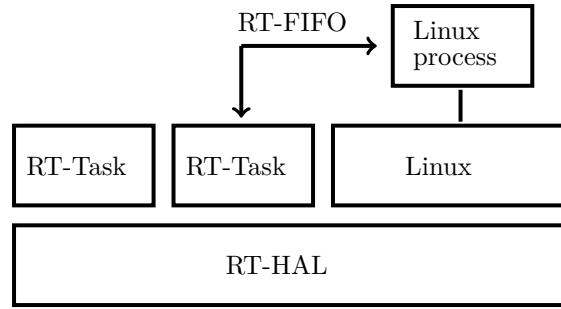 RT-FIFO
Linux
process
RT-Task
RT-Task
Linux
RT-HAL